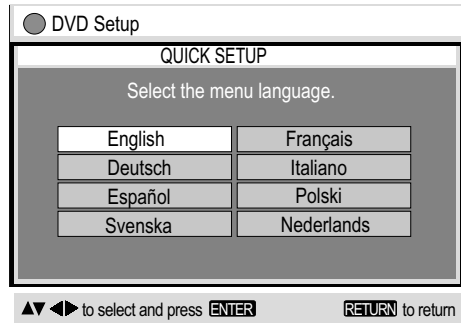 DVD Setup
QUICK SETUP
Select the menu language.
English Français
Deutsch Italiano
Español Polski
Svenska Nederlands
▲▼ ◀▶ to select and press ENTER RETURN to return